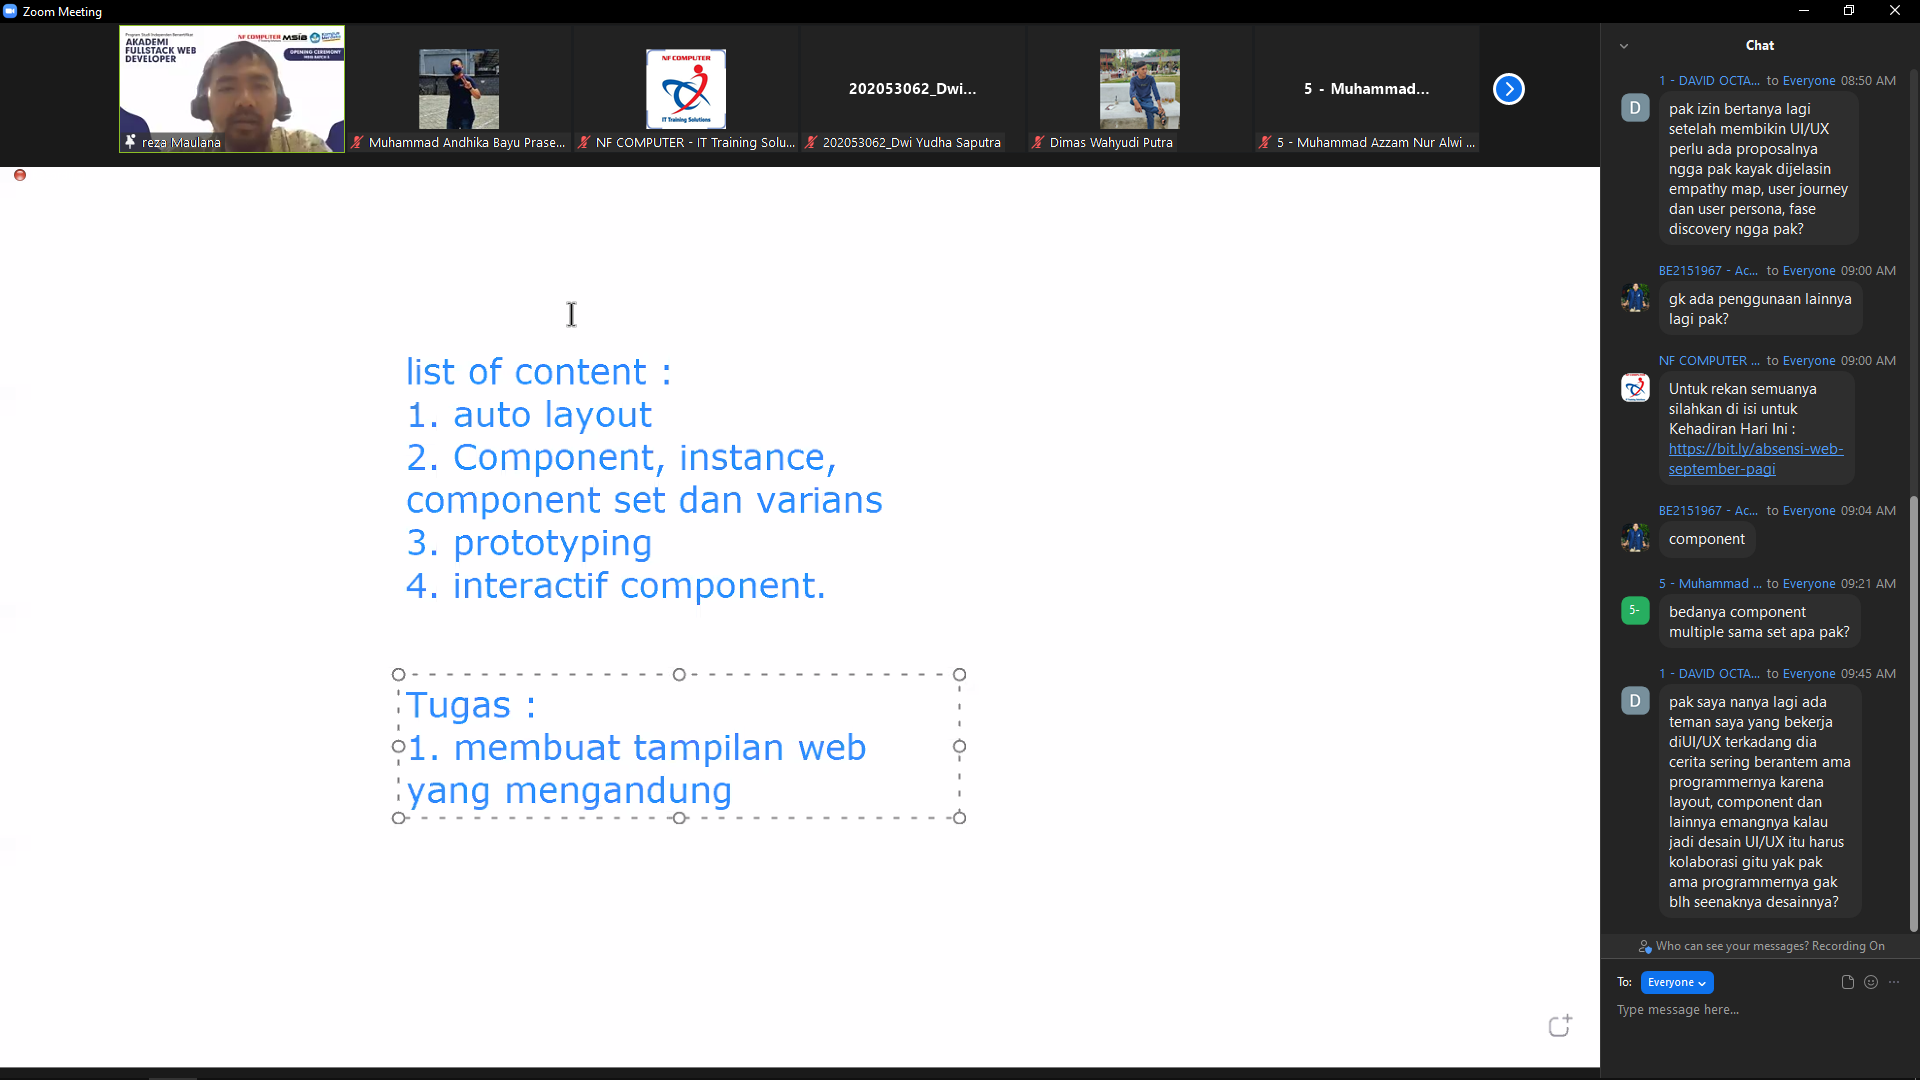 Zoom Meeting
Program Studi Independen Bersertifikat
AKADEMI
FULLSTACK WEB
DEVELOPER
NF COMPUTER
MSIB
OPENING CEREMONY
reza Maulana
Muhammad Andhika Bayu Prase...
NF COMPUTER
IT Training Solutions
NF COMPUTER - IT Training Solu...
202053062_Dwi...
202053062_Dwi Yudha Saputra
Dimas Wahyudi Putra
5 - Muhammad...
5 - Muhammad Azzam Nur Alwi ...
list of content :
1. auto layout
2. Component, instance,
component set dan varians
3. prototyping
4. interactif component.
Tugas :
1. membuat tampilan web
yang mengandung
Chat
1 - DAVID OCTA... to Everyone 08:50 AM
D
pak izin bertanya lagi
setelah membikin UI/UX
perlu ada proposalnya
ngga pak kayak dijelasin
empathy map, user journey
dan user persona, fase
discovery ngga pak?
BE2151967 - Ac... to Everyone 09:00 AM
gk ada penggunaan lainnya
lagi pak?
NF COMPUTER ... to Everyone 09:00 AM
Untuk rekan semuanya
silahkan di isi untuk
Kehadiran Hari Ini :
https://bit.ly/absensi-web-
september-pagi
BE2151967 - Ac... to Everyone 09:04 AM
component
5 - Muhammad ... to Everyone 09:21 AM
5-
bedanya component
multiple sama set apa pak?
1 - DAVID OCTA... to Everyone 09:45 AM
D
pak saya nanya lagi ada
teman saya yang bekerja
diUI/UX terkadang dia
cerita sering berantem ama
programmernya karena
layout, component dan
lainnya emangnya kalau
jadi desain UI/UX itu harus
kolaborasi gitu yak pak
ama programmernya gak
blh seenaknya desainnya?
Who can see your messages? Recording On
To: Everyone
Type message here...